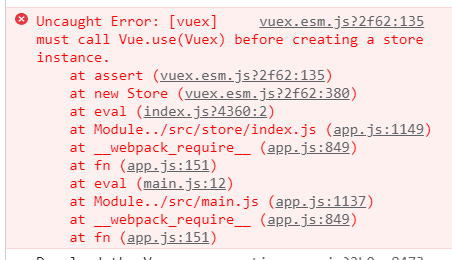 Uncaught Error: [vuex] vuex.esm.js?2f62:135
must call Vue.use(Vuex) before creating a store
instance.
at assert (vuex.esm.js?2f62:135)
at new Store (vuex.esm.js?2f62:380)
at eval (index.js?4360:2)
at Module../src/store/index.js (app.js:1149)
at __webpack_require__ (app.js:849)
at fn (app.js:151)
at eval (main.js:12)
at Module../src/main.js (app.js:1137)
at __webpack_require__ (app.js:849)
at fn (app.js:151)